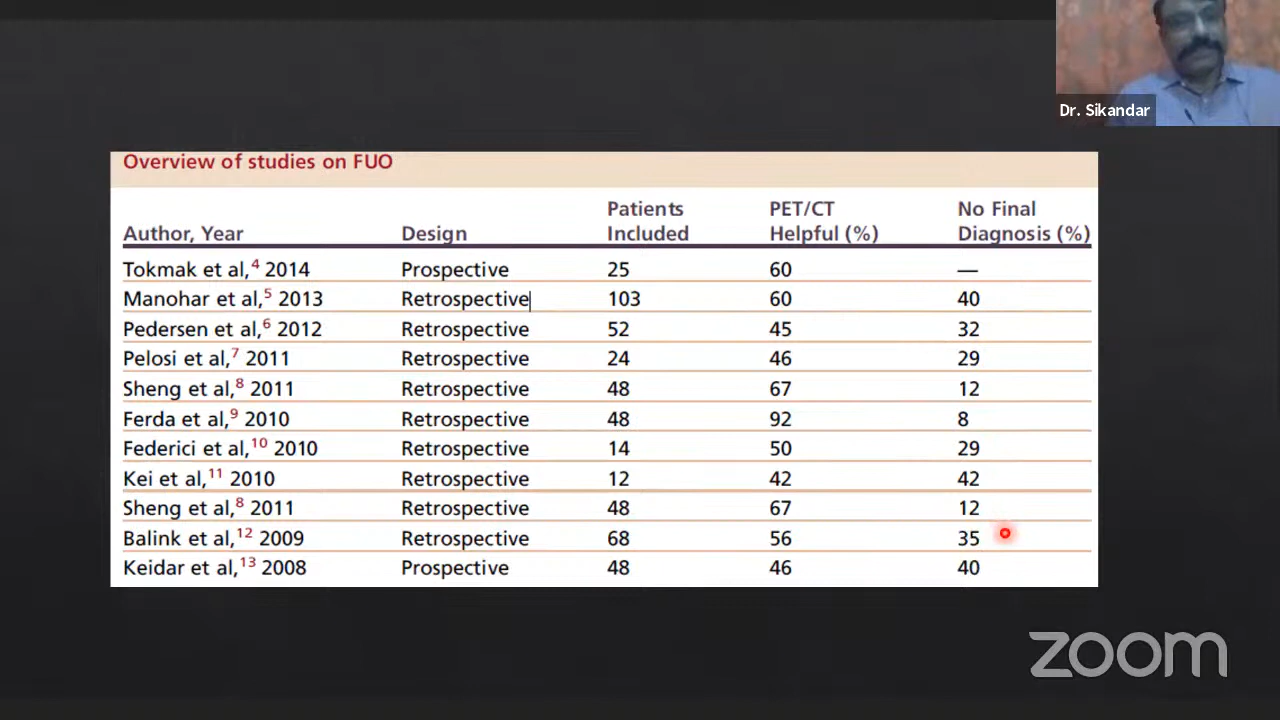 Dr. Sikandar
Overview of studies on FUO
Author, Year Design Patients Included PET/CT Helpful (%) No Final Diagnosis (%)
Tokmak et al,4 2014 Prospective 25 60 —
Manohar et al,5 2013 Retrospective 103 60 40
Pedersen et al,6 2012 Retrospective 52 45 32
Pelosi et al,7 2011 Retrospective 24 46 29
Sheng et al,8 2011 Retrospective 48 67 12
Ferda et al,9 2010 Retrospective 48 92 8
Federici et al,10 2010 Retrospective 14 50 29
Kei et al,11 2010 Retrospective 12 42 42
Sheng et al,8 2011 Retrospective 48 67 12
Balink et al,12 2009 Retrospective 68 56 35
Keidar et al,13 2008 Prospective 48 46 40
zoom